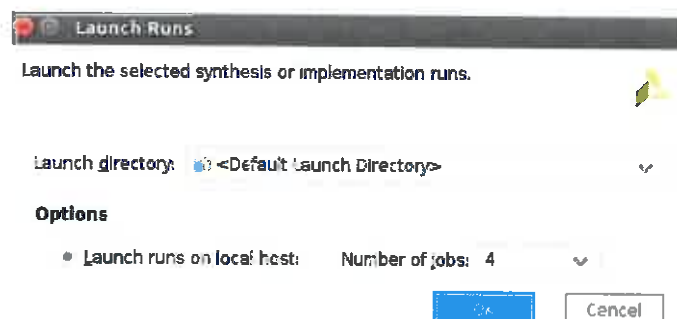 Launch Runs
Launch the selected synthesis or implementation runs.
Launch directory: <Default Launch Directory>
Options
Launch runs on local host: Number of jobs: 4
OK Cancel